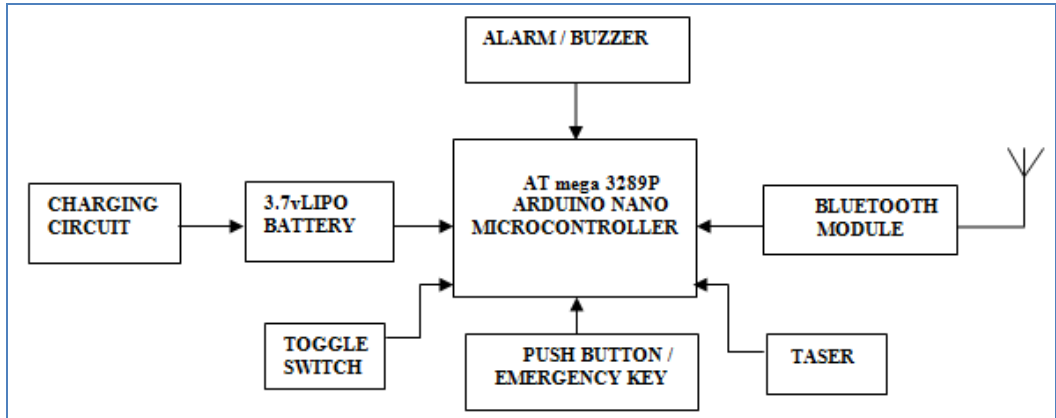 ALARM / BUZZER
AT mega 3289P
ARDUINO NANO
MICROCONTROLLER
CHARGING
CIRCUIT
3.7vLIPO
BATTERY
BLUETOOTH
MODULE
TOGGLE
SWITCH
PUSH BUTTON /
EMERGENCY KEY
TASER